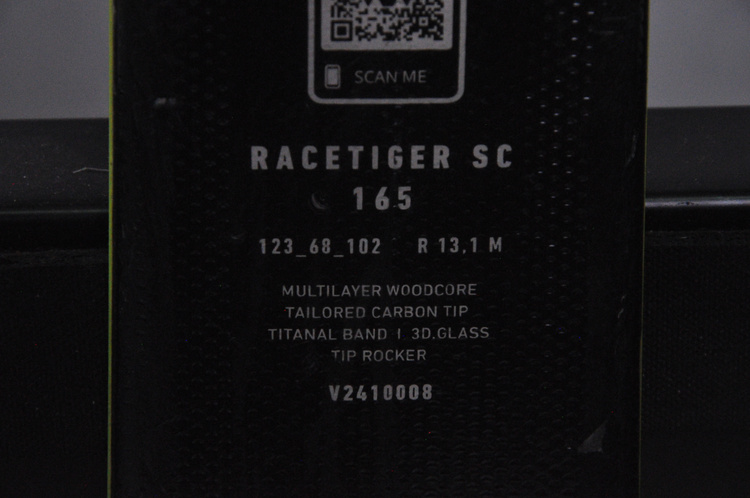 SCAN ME
RACETIGER SC
165
123_68_102 R 13,1 M
MULTILAYER WOODCORE
TAILORED CARBON TIP
TITANAL BAND I 3D.GLASS
TIP ROCKER
V2410008